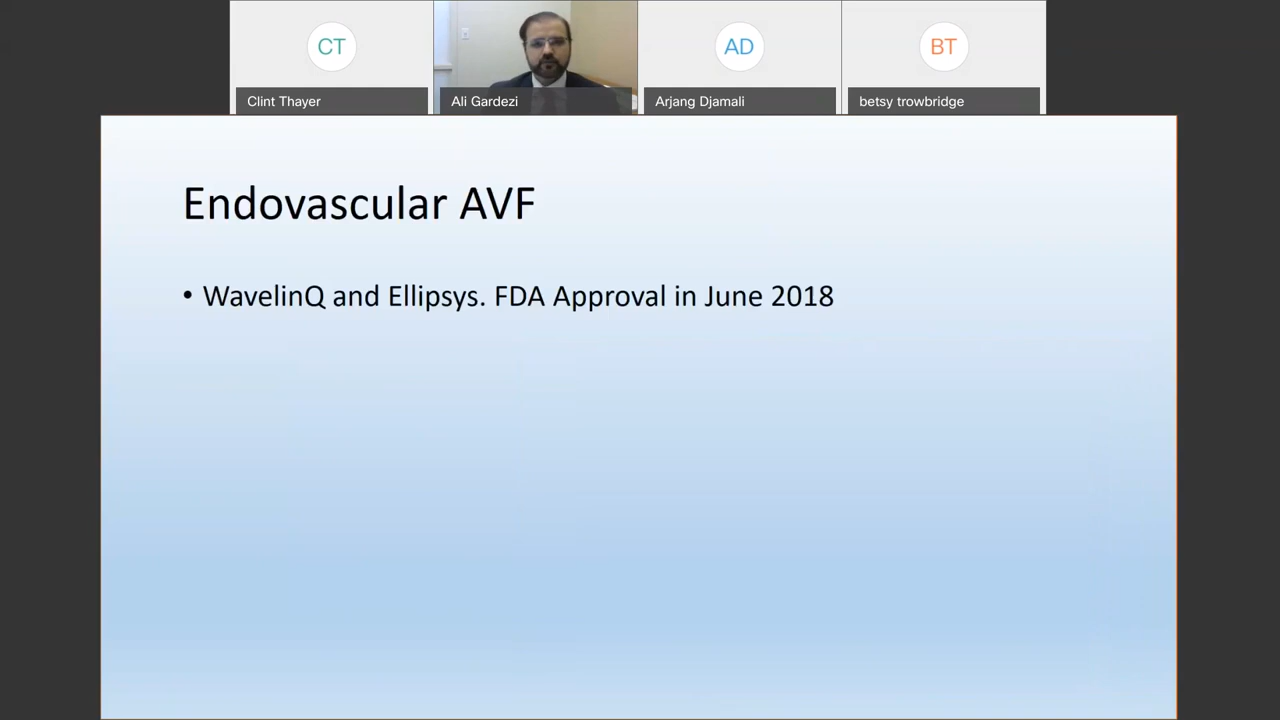 CT
Clint Thayer
Ali Gardezi
AD
Arjang Djamali
BT
betsy trowbridge
Endovascular AVF
• WavelinQ and Ellipsys. FDA Approval in June 2018